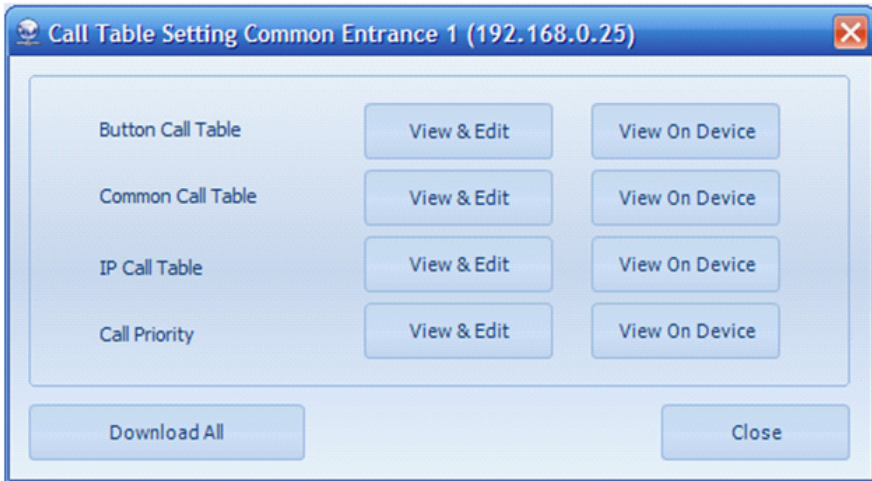 Call Table Setting Common Entrance 1 (192.168.0.25)
Button Call Table View & Edit View On Device
Common Call Table View & Edit View On Device
IP Call Table View & Edit View On Device
Call Priority View & Edit View On Device
Download All Close